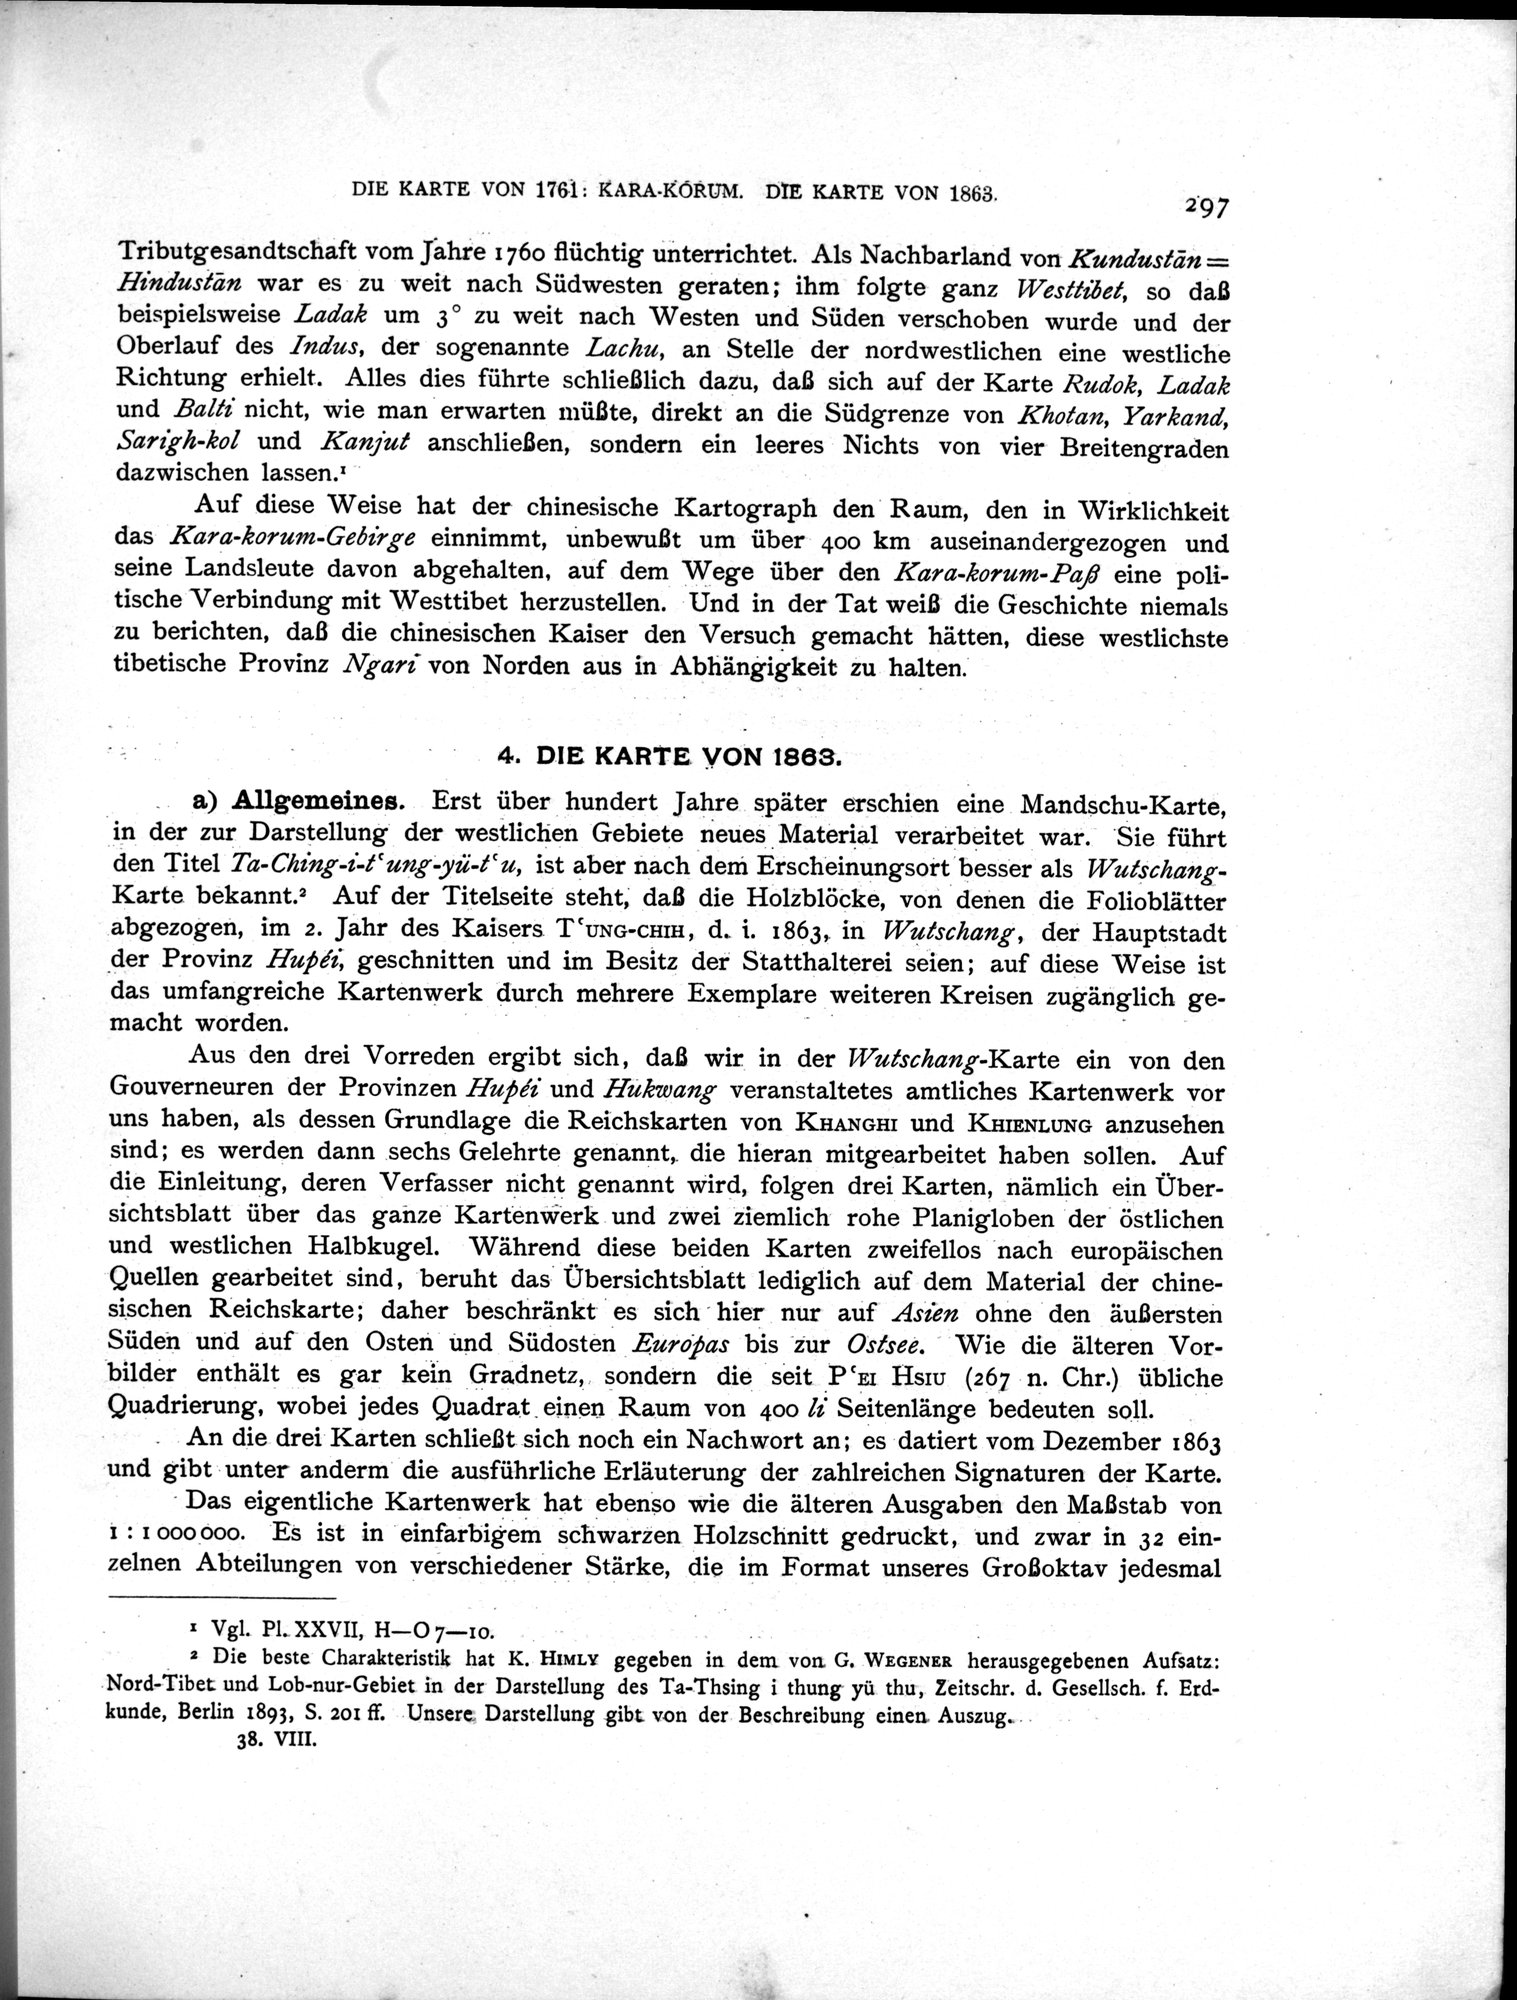 DIE KARTE VON 1761: KARA-KORUM. DIE KARTE VON 1863.
297
Tributgesandtschaft vom Jahre 1760 flüchtig unterrichtet. Als Nachbarland von Kundustān =
Hindustān war es zu weit nach Südwesten geraten; ihm folgte ganz Westtibet, so daß
beispielsweise Ladak um 3° zu weit nach Westen und Süden verschoben wurde und der
Oberlauf des Indus, der sogenannte Lachu, an Stelle der nordwestlichen eine westliche
Richtung erhielt. Alles dies führte schließlich dazu, daß sich auf der Karte Rudok, Ladak
und Balti nicht, wie man erwarten müßte, direkt an die Südgrenze von Khotan, Yarkand,
Sarigh-kol und Kanjut anschließen, sondern ein leeres Nichts von vier Breitengraden
dazwischen lassen.¹
Auf diese Weise hat der chinesische Kartograph den Raum, den in Wirklichkeit
das Kara-korum-Gebirge einnimmt, unbewußt um über 400 km auseinandergezogen und
seine Landsleute davon abgehalten, auf dem Wege über den Kara-korum-Paß eine poli-
tische Verbindung mit Westtibet herzustellen. Und in der Tat weiß die Geschichte niemals
zu berichten, daß die chinesischen Kaiser den Versuch gemacht hätten, diese westlichste
tibetische Provinz Ngari von Norden aus in Abhängigkeit zu halten.
4. DIE KARTE VON 1863.
a) Allgemeines. Erst über hundert Jahre später erschien eine Mandschu-Karte,
in der zur Darstellung der westlichen Gebiete neues Material verarbeitet war. Sie führt
den Titel Ta-Ching-i-tʻung-yü-tʻu, ist aber nach dem Erscheinungsort besser als Wutschang-
Karte bekannt.² Auf der Titelseite steht, daß die Holzblöcke, von denen die Folioblätter
abgezogen, im 2. Jahr des Kaisers Tʻung-chih, d. i. 1863, in Wutschang, der Hauptstadt
der Provinz Hupéi, geschnitten und im Besitz der Statthalterei seien; auf diese Weise ist
das umfangreiche Kartenwerk durch mehrere Exemplare weiteren Kreisen zugänglich ge-
macht worden.
Aus den drei Vorreden ergibt sich, daß wir in der Wutschang-Karte ein von den
Gouverneuren der Provinzen Hupéi und Hukwang veranstaltetes amtliches Kartenwerk vor
uns haben, als dessen Grundlage die Reichskarten von Khanghi und Khienlung anzusehen
sind; es werden dann sechs Gelehrte genannt, die hieran mitgearbeitet haben sollen. Auf
die Einleitung, deren Verfasser nicht genannt wird, folgen drei Karten, nämlich ein Über-
sichtsblatt über das ganze Kartenwerk und zwei ziemlich rohe Planigloben der östlichen
und westlichen Halbkugel. Während diese beiden Karten zweifellos nach europäischen
Quellen gearbeitet sind, beruht das Übersichtsblatt lediglich auf dem Material der chine-
sischen Reichskarte; daher beschränkt es sich hier nur auf Asien ohne den äußersten
Süden und auf den Osten und Südosten Europas bis zur Ostsee. Wie die älteren Vor-
bilder enthält es gar kein Gradnetz, sondern die seit Pʻei Hsiu (267 n. Chr.) übliche
Quadrierung, wobei jedes Quadrat einen Raum von 400 li Seitenlänge bedeuten soll.
An die drei Karten schließt sich noch ein Nachwort an; es datiert vom Dezember 1863
und gibt unter anderm die ausführliche Erläuterung der zahlreichen Signaturen der Karte.
Das eigentliche Kartenwerk hat ebenso wie die älteren Ausgaben den Maßstab von
1 : 1 000 000. Es ist in einfarbigem schwarzen Holzschnitt gedruckt, und zwar in 32 ein-
zelnen Abteilungen von verschiedener Stärke, die im Format unseres Großoktav jedesmal
¹ Vgl. Pl. XXVII, H—O 7—10.
² Die beste Charakteristik hat K. Himly gegeben in dem von G. Wegener herausgegebenen Aufsatz:
Nord-Tibet und Lob-nur-Gebiet in der Darstellung des Ta-Thsing i thung yü thu, Zeitschr. d. Gesellsch. f. Erd-
kunde, Berlin 1893, S. 201 ff. Unsere Darstellung gibt von der Beschreibung einen Auszug.
38. VIII.